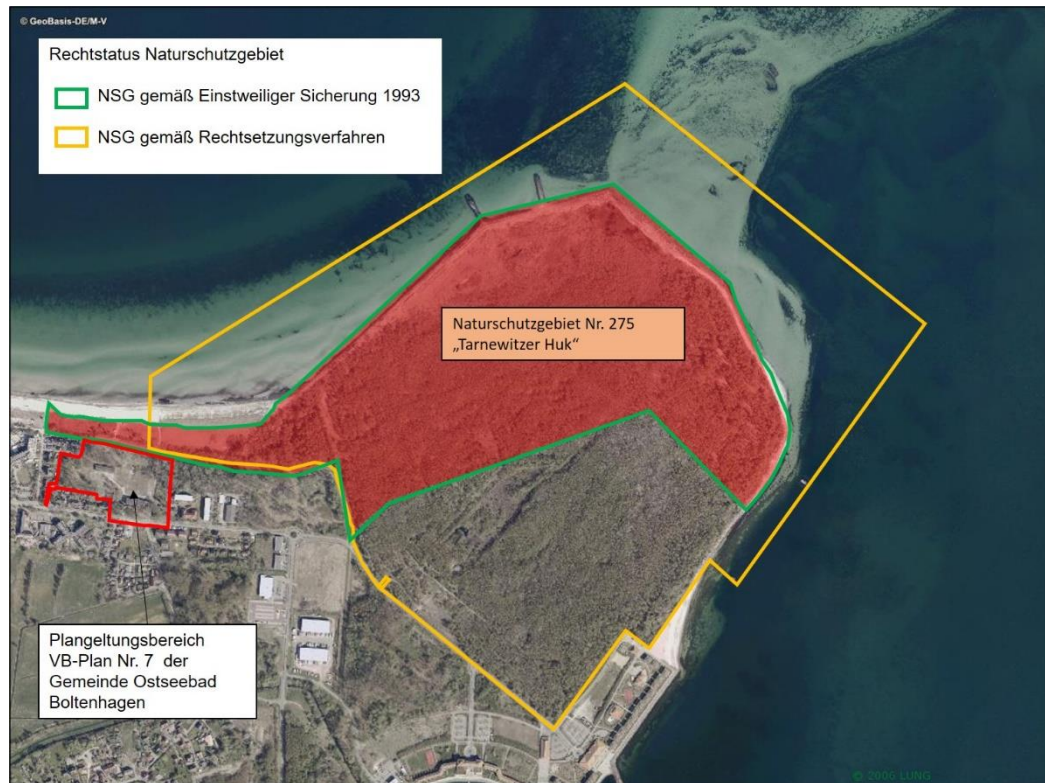 © GeoBasis-DE/M-V
Rechtstatus Naturschutzgebiet
NSG gemäß Einstweiliger Sicherung 1993
NSG gemäß Rechtsetzungsverfahren
Naturschutzgebiet Nr. 275
„Tarnewitzer Huk“
Plangeltungsbereich
VB-Plan Nr. 7 der
Gemeinde Ostseebad
Boltenhagen
© 2006 LUNG